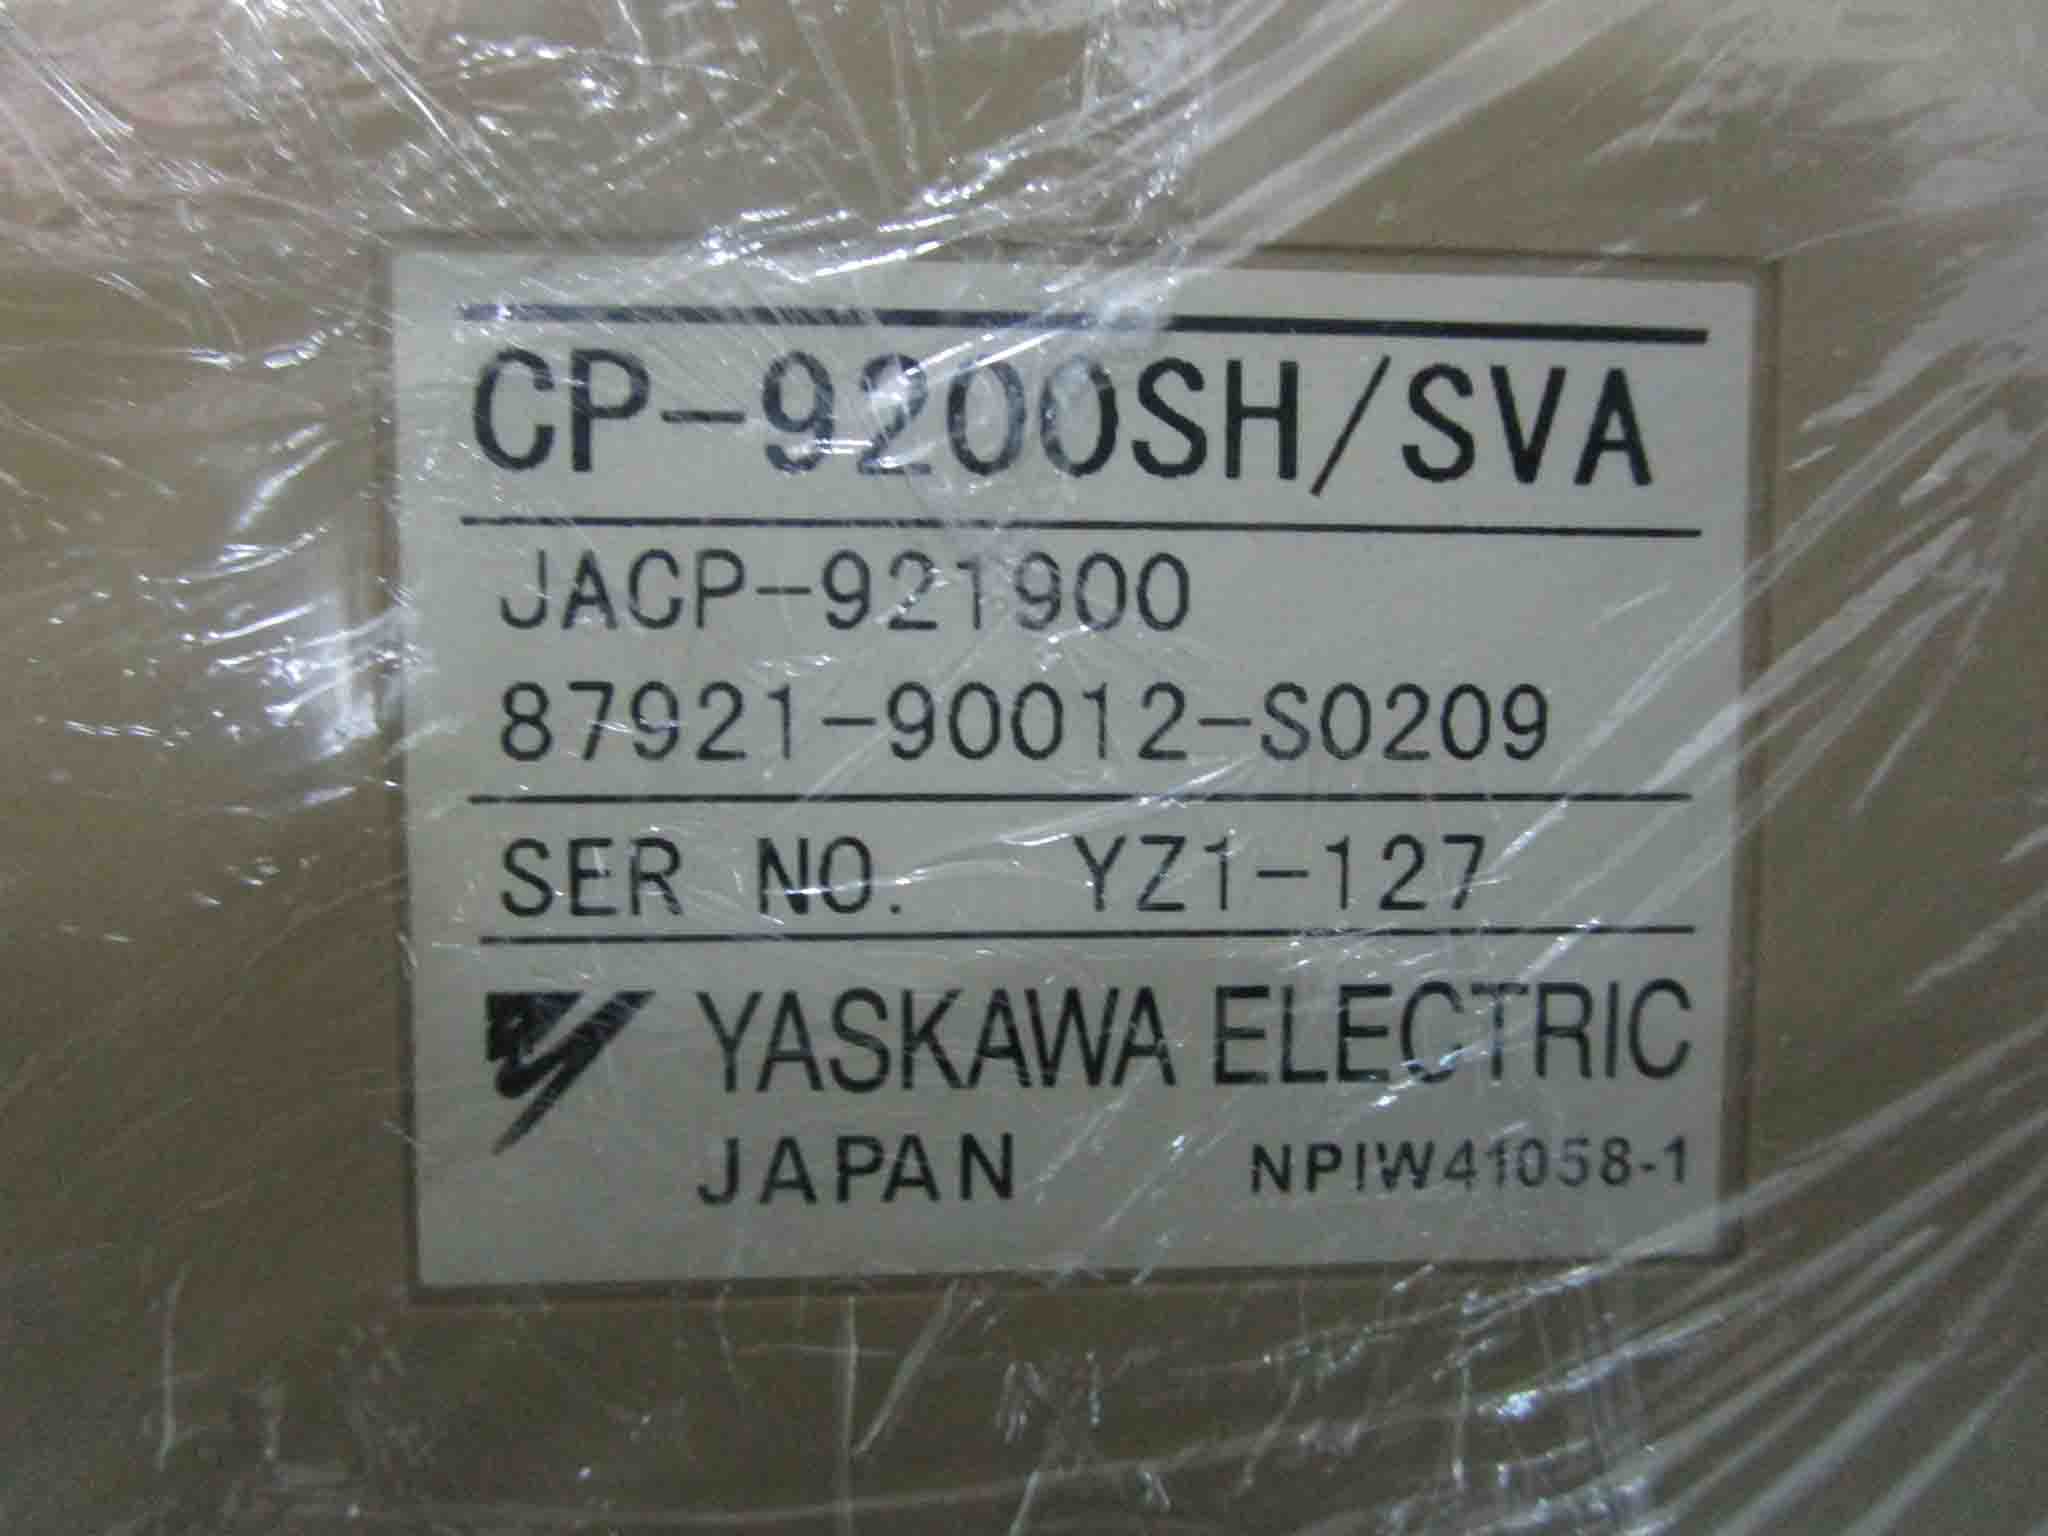 CP-9200SH/SVA
JACP-921900
87921-90012-S0209
SER NO. YZ1-127
YASKAWA ELECTRIC
JAPAN NPIW41058-1